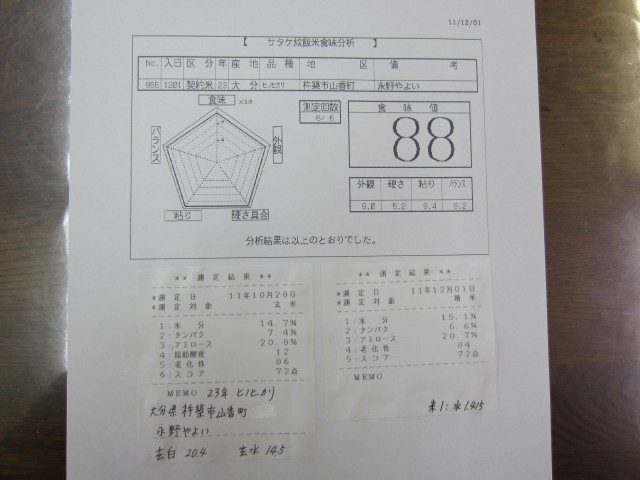 11/12/01
【 サタケ炊飯米食味分析 】
No. 入日 区分 年 産地 品種 地 区 備 考
955 1201 契約米 23 大分 ヒノヒカリ 杵築市山香町 永野やよい
食味 ×10
外観
硬さ具合
粘り
バランス
測定回数
6/6
食味値
88
外観 硬さ 粘り バランス
9.0 5.2 9.4 9.2
分析結果は以上のとおりでした。
** 測定結果 **
*測定日 11年10月28日
*測定対象 玄米
1:水分 14.7%
2:タンパク 7.4%
3:アミロース 20.8%
4:脂肪酸度 12
5:老化性 86
6:スコア 72点
MEMO 23年 ヒノヒカリ
大分県 杵築市山香町
永野やよい
玄白 20.4 玄水 14.5
** 測定結果 **
*測定日 11年12月01日
*測定対象 精米
1:水分 15.1%
2:タンパク 6.6%
3:アミロース 20.7%
4:老化性 84
5:スコア 72点
MEMO
米1:水1.415